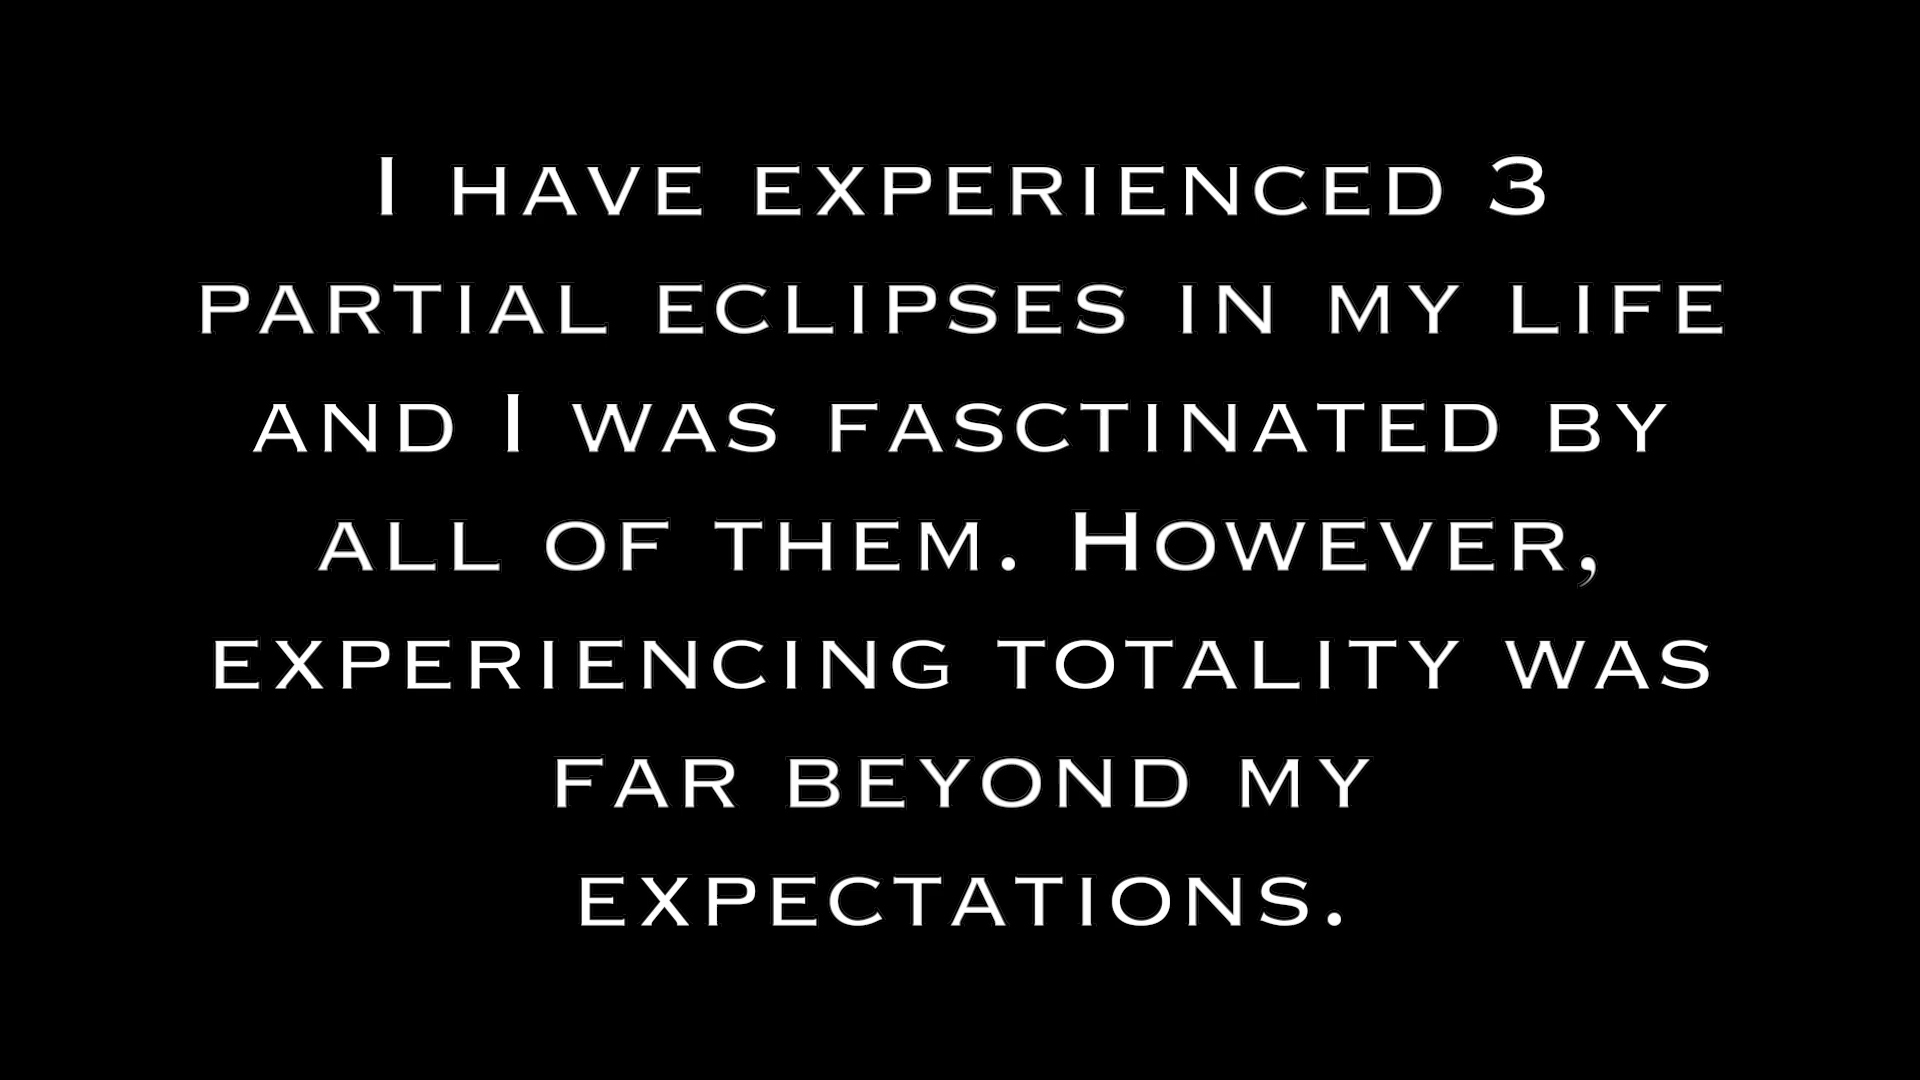 I have experienced 3
partial eclipses in my life
and I was fasctinated by
all of them. However,
experiencing totality was
far beyond my
expectations.